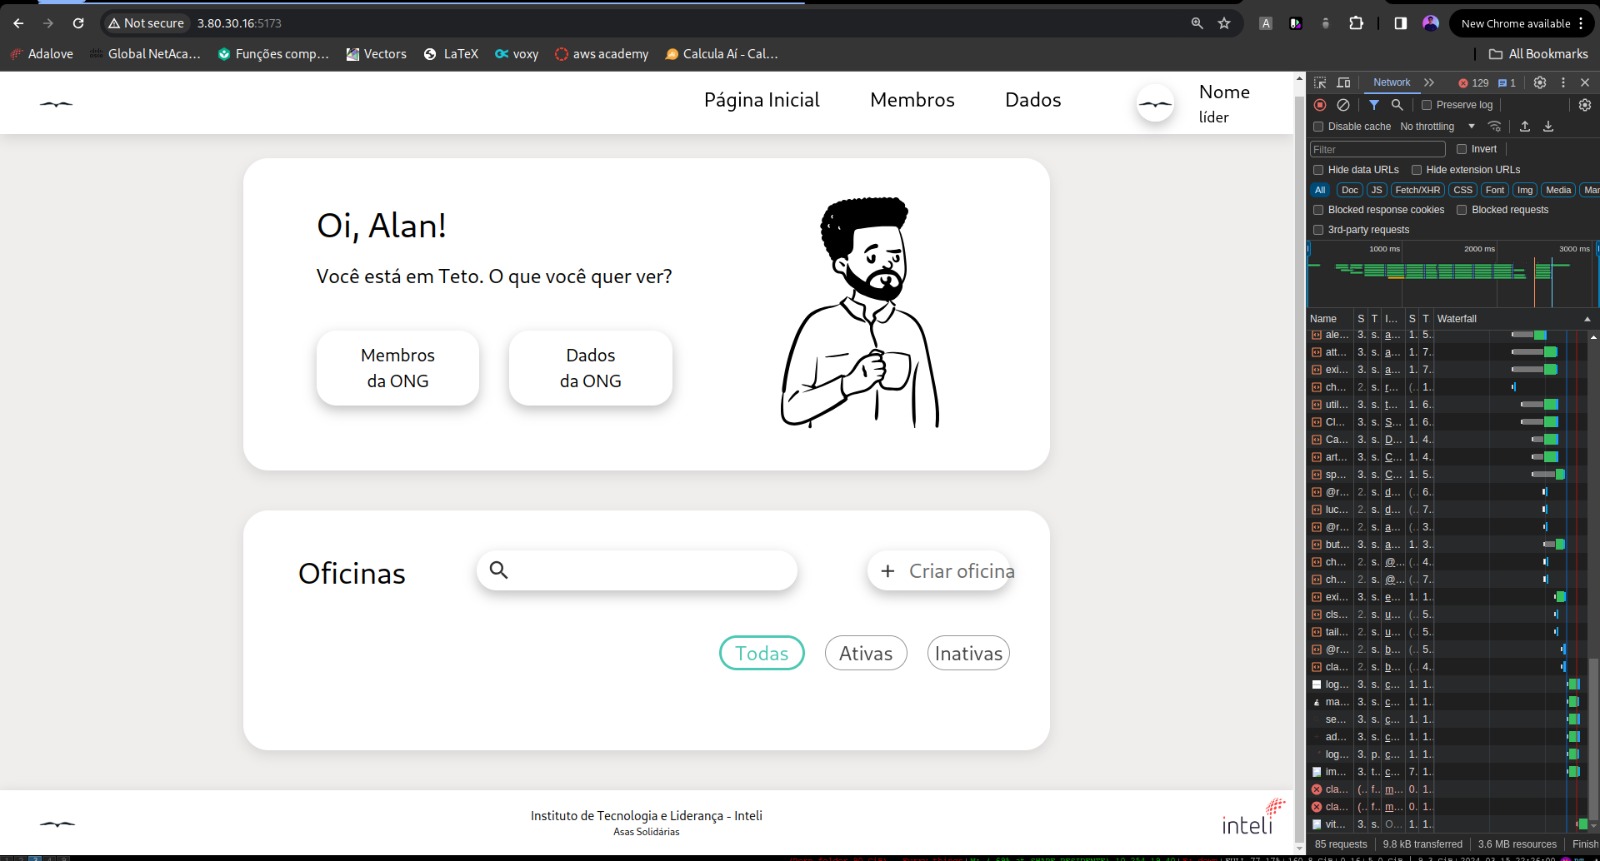 Not secure 3.80.30.16:5173
New Chrome available
Adalove Global NetAca... Funções comp... Vectors LaTeX voxy aws academy Calcula Aí - Cal...
All Bookmarks
Página Inicial Membros Dados
Nome
líder
Oi, Alan!
Você está em Teto. O que você quer ver?
Membros
da ONG
Dados
da ONG
Oficinas
+ Criar oficina
Todas Ativas Inativas
Instituto de Tecnologia e Liderança - Inteli
Asas Solidárias
inteli
Network 129 1
Preserve log
Disable cache No throttling
Filter Invert
Hide data URLs Hide extension URLs
All Doc JS Fetch/XHR CSS Font Img Media Mar
Blocked response cookies Blocked requests
3rd-party requests
1000 ms 2000 ms 3000 ms
Name S T I... S T Waterfall
ale... 3. s. a... 1. 5..
att... 3. s. a... 1. 7..
exi... 3. s. a... 1. 7..
ch... 2. s. r... (. 1..
util... 3. s. t... 1. 6..
Cl... 3. s. S... 1. 6..
Ca... 3. s. D... 1. 4..
art... 3. s. C... 1. 4..
sp... 3. s. C... 1. 5..
@r... 2. s. d... (. 6..
luc... 2. s. d... (. 7..
@r... 2. s. a... (. 3..
but... 3. s. a... 1. 3..
ch... 2. s. @... (. 4..
ch... 2. s. @... (. 7..
exi... 3. s. e... 1. 1..
cls... 2. s. u... (. 5..
tail... 2. s. u... (. 5..
@r... 2. s. b... (. 5..
cla... 2. s. b... (. 4..
log... 3. s. c... 1. 1..
ma... 3. s. c... 1. 1..
se... 3. s. c... 1. 1..
ad... 3. s. c... 1. 1..
log... 3. p. c... 1. 1..
im... 3. t.. c... 7. 1..
cla... (. f.. m... 0. 1..
cla... (. f.. m... 0. 1..
vit... 3. s. O... 1. 1..
85 requests 9.8 kB transferred 3.6 MB resources Finish